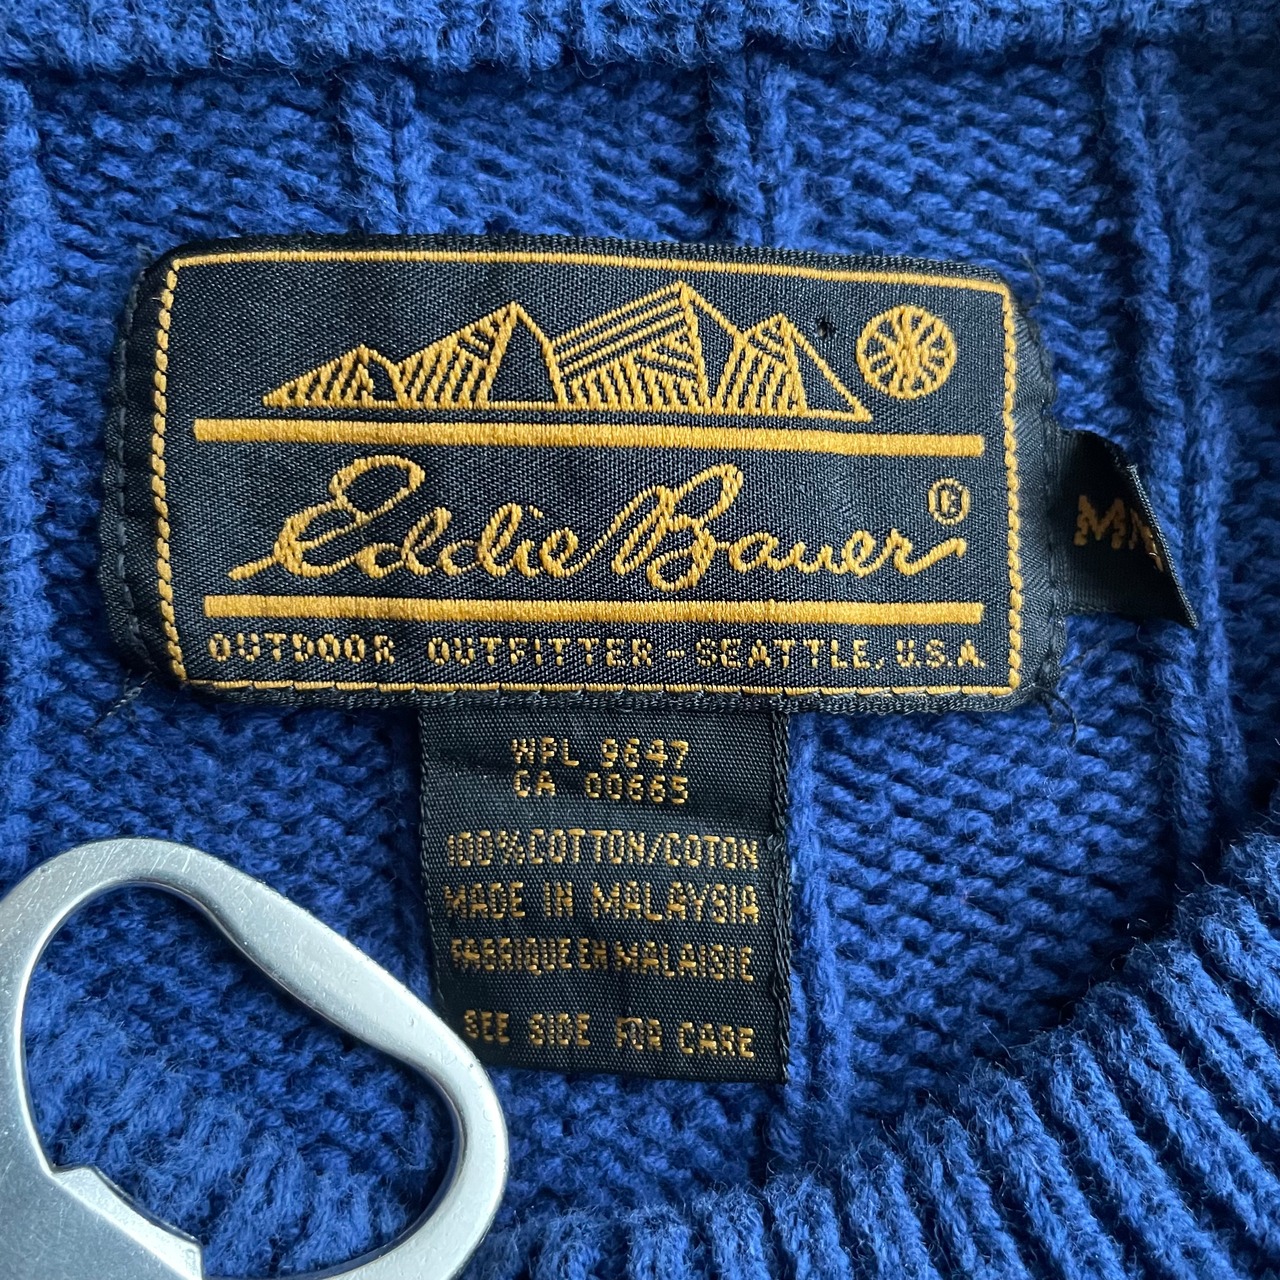 Eddie Bauer®
OUTDOOR OUTFITTER - SEATTLE, U.S.A
WPL 9647
CA 00665
100% COTTON/COTON
MADE IN MALAYSIA
FABRIQUE EN MALAISIE
SEE SIDE FOR CARE